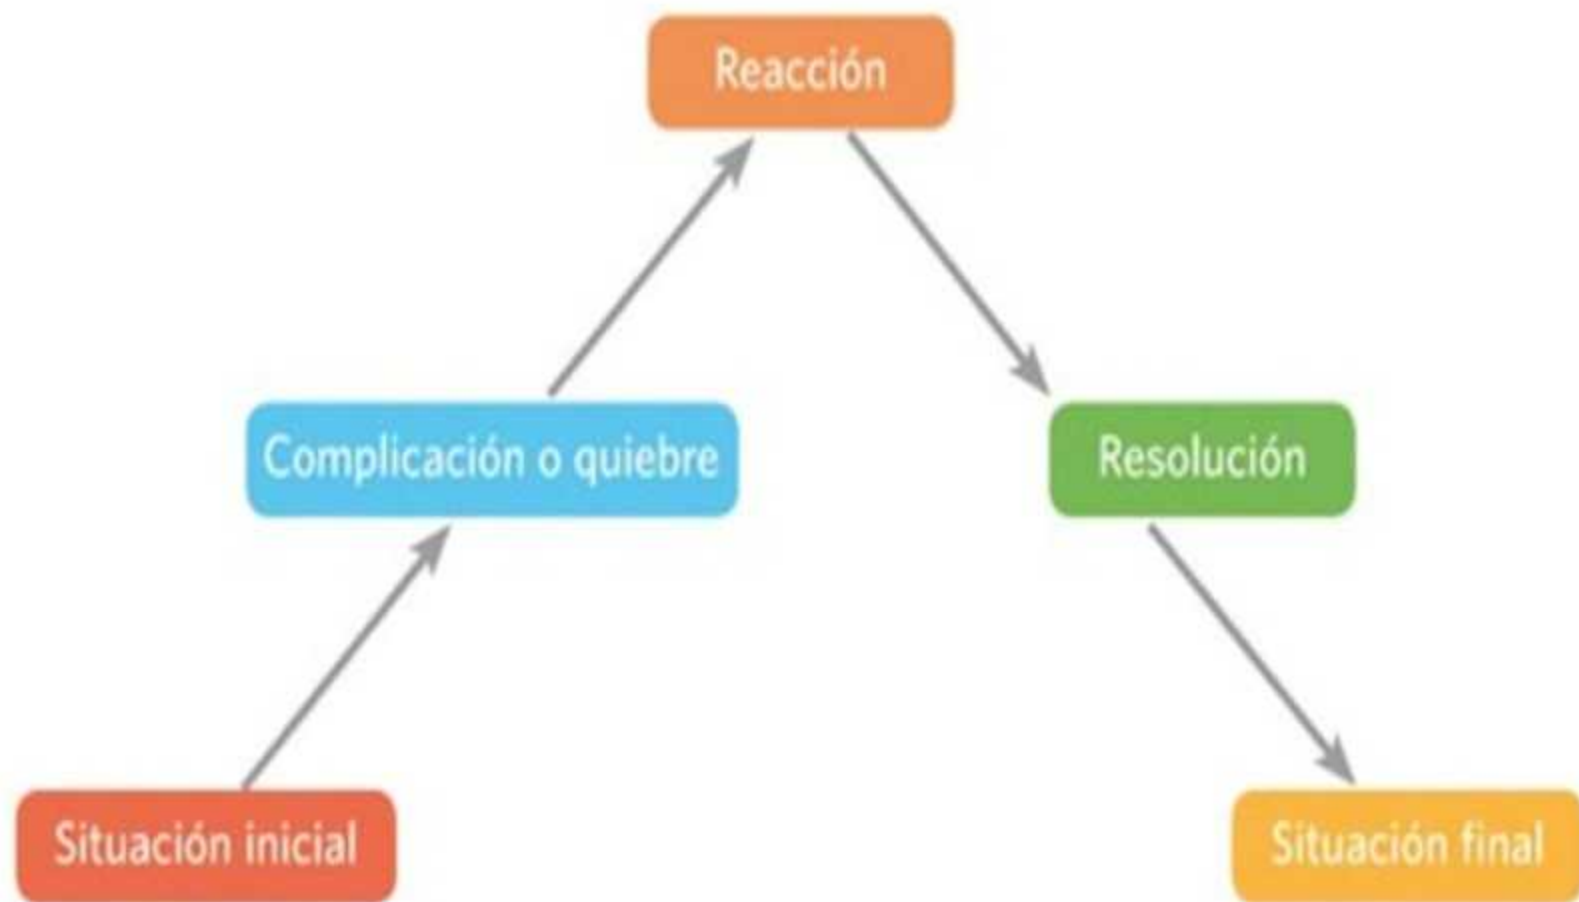 Reacción
Complicación o quiebre
Resolución
Situación inicial
Situación final